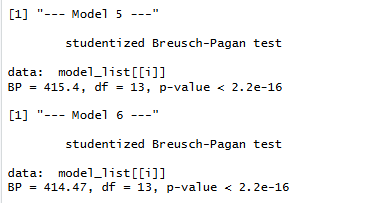 [1] "--- Model 5 ---"
studentized Breusch-Pagan test
data:  model_list[[i]]
BP = 415.4, df = 13, p-value < 2.2e-16
[1] "--- Model 6 ---"
studentized Breusch-Pagan test
data:  model_list[[i]]
BP = 414.47, df = 13, p-value < 2.2e-16